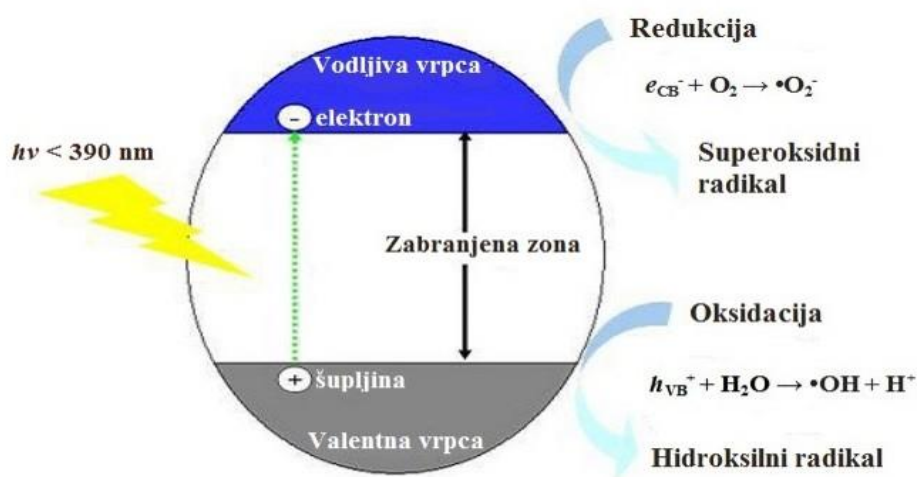 Redukcija
Vodljiva vrpca
e_CB⁻ + O₂ → •O₂⁻
- elektron
hν < 390 nm
Superoksidni
radikal
Zabranjena zona
Oksidacija
+ šupljina
h_VB⁺ + H₂O → •OH + H⁺
Valentna vrpca
Hidroksilni radikal